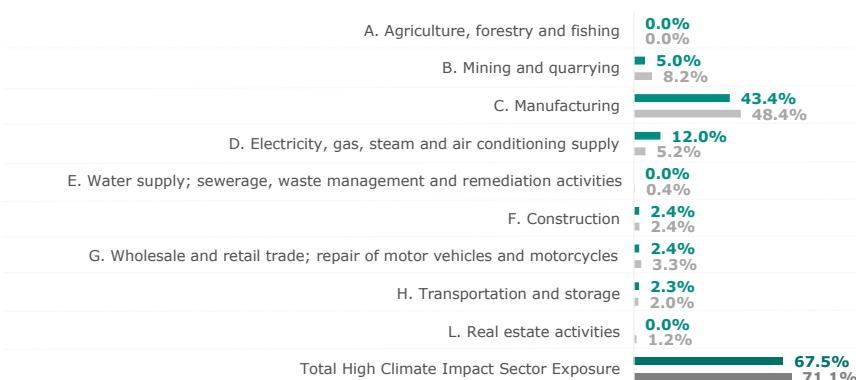 A. Agriculture, forestry and fishing 0.0%
0.0%
B. Mining and quarrying 5.0%
8.2%
C. Manufacturing 43.4%
48.4%
D. Electricity, gas, steam and air conditioning supply 12.0%
5.2%
E. Water supply; sewerage, waste management and remediation activities 0.0%
0.4%
F. Construction 2.4%
2.4%
G. Wholesale and retail trade; repair of motor vehicles and motorcycles 2.4%
3.3%
H. Transportation and storage 2.3%
2.0%
L. Real estate activities 0.0%
1.2%
Total High Climate Impact Sector Exposure 67.5%
71.1%